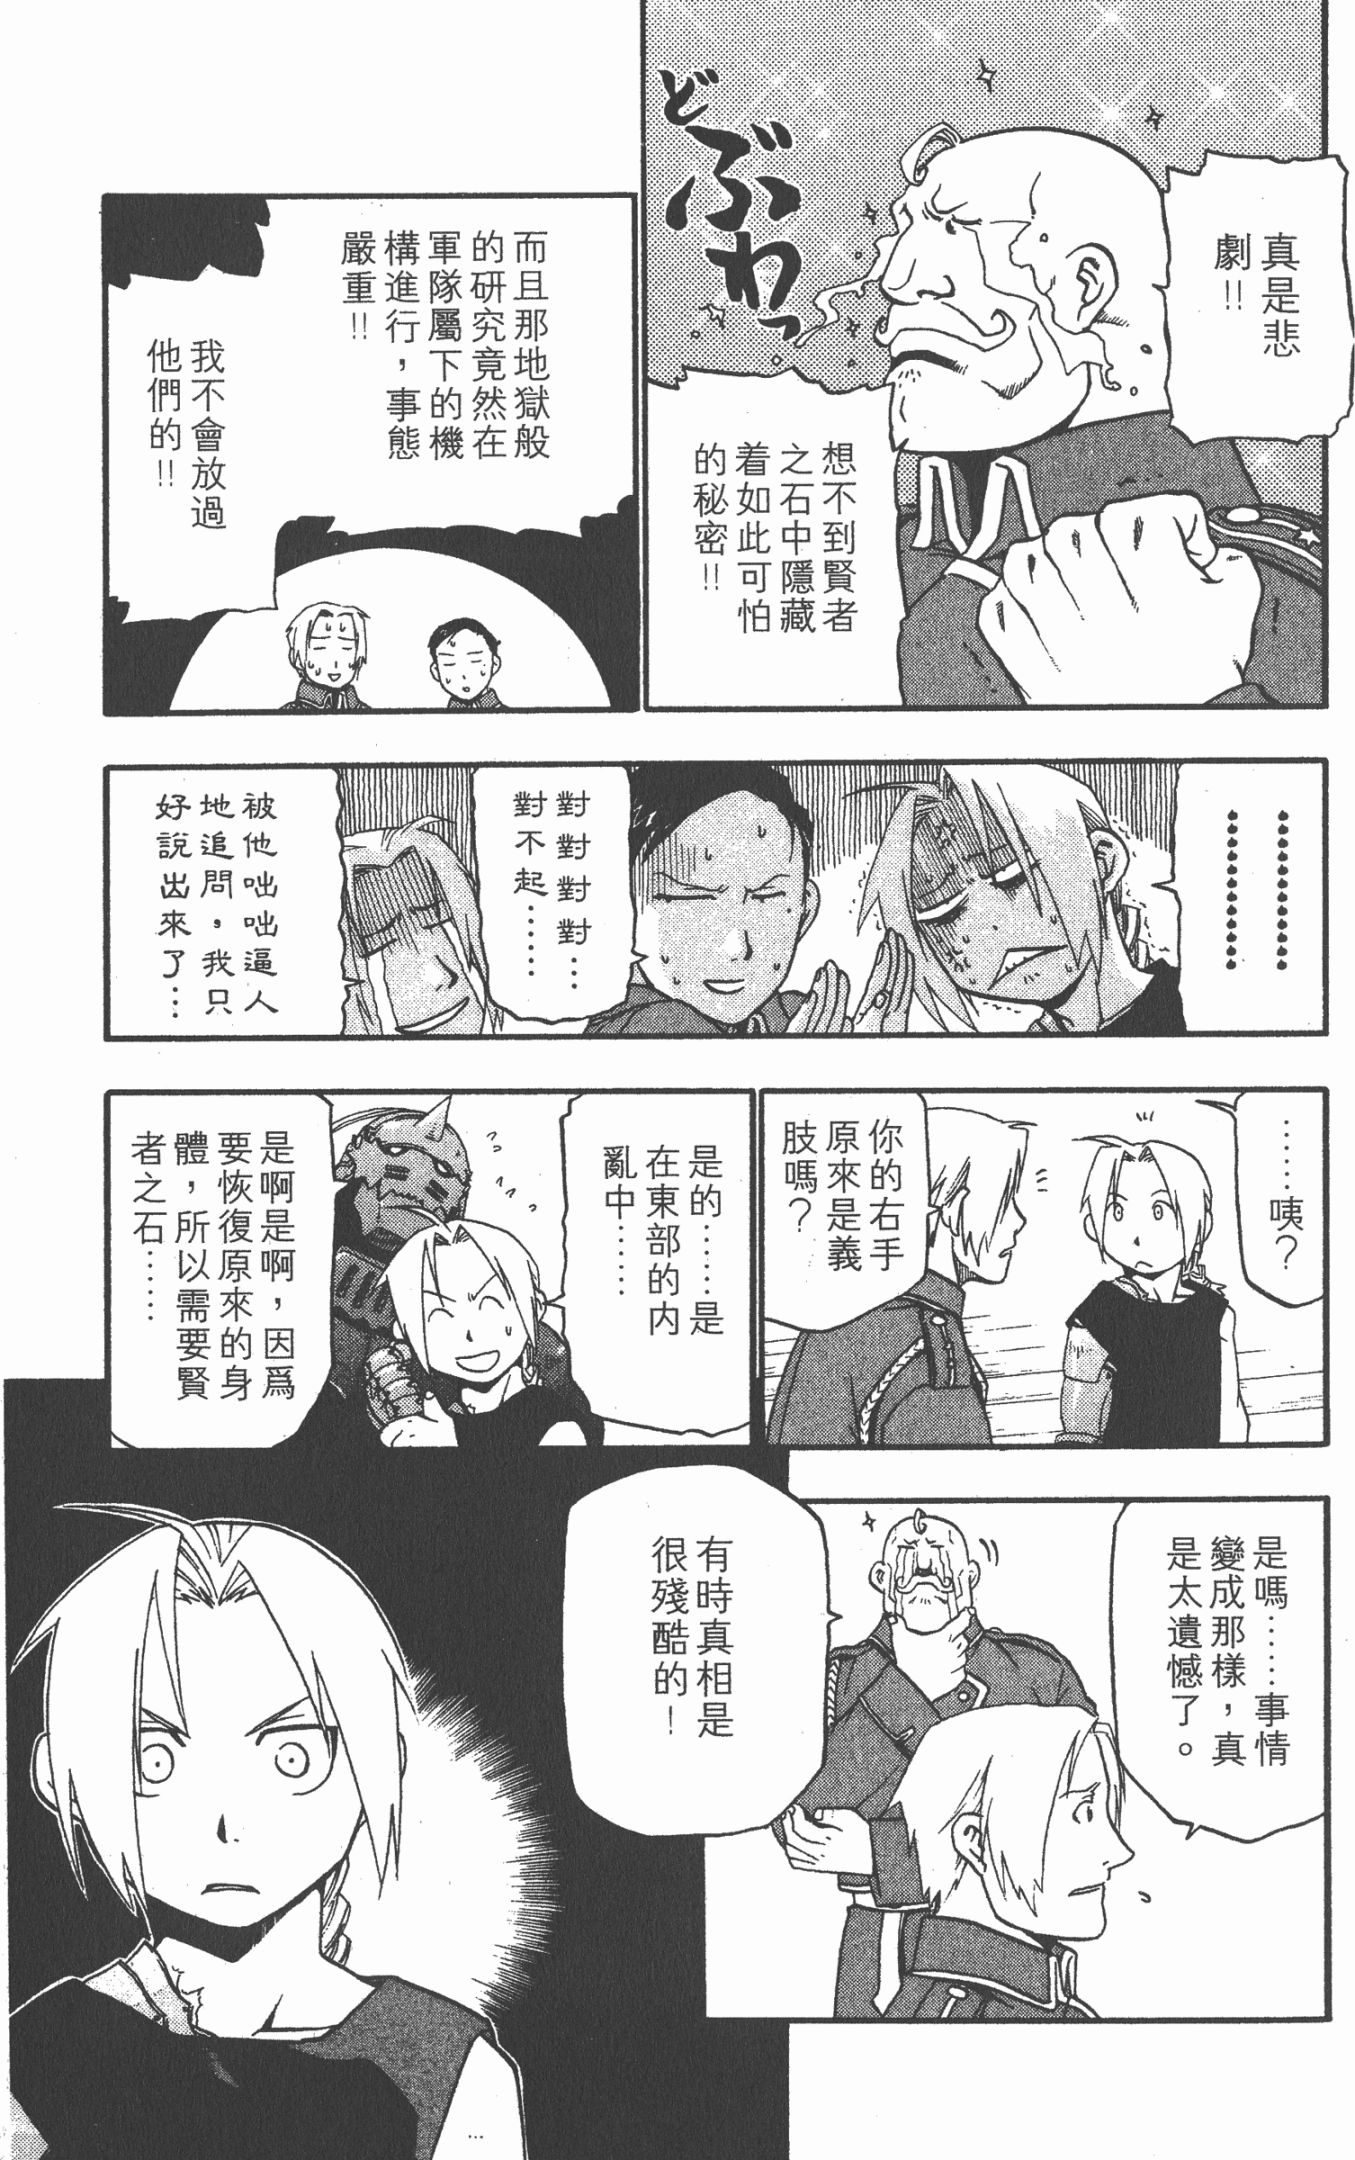 真是悲
劇!!
どぶわっ
想不到賢者
之石中隱藏
着如此可怕
的秘密!!
而且那地獄般
的研究竟然在
軍隊屬下的機
構進行，事態
嚴重!!
我不會放過
他們的!!
對對對對…
對不起……
被他咄咄逼人
地追問，我只
好說出來了…
……咦？
你的右手
原來是義
肢嗎？
是的……是
在東部的內
亂中……
是啊是啊，因爲
要恢復原來的身
體，所以需要賢
者之石……
是嗎……事情
變成那樣，真
是太遺憾了。
有時真相是
很殘酷的！